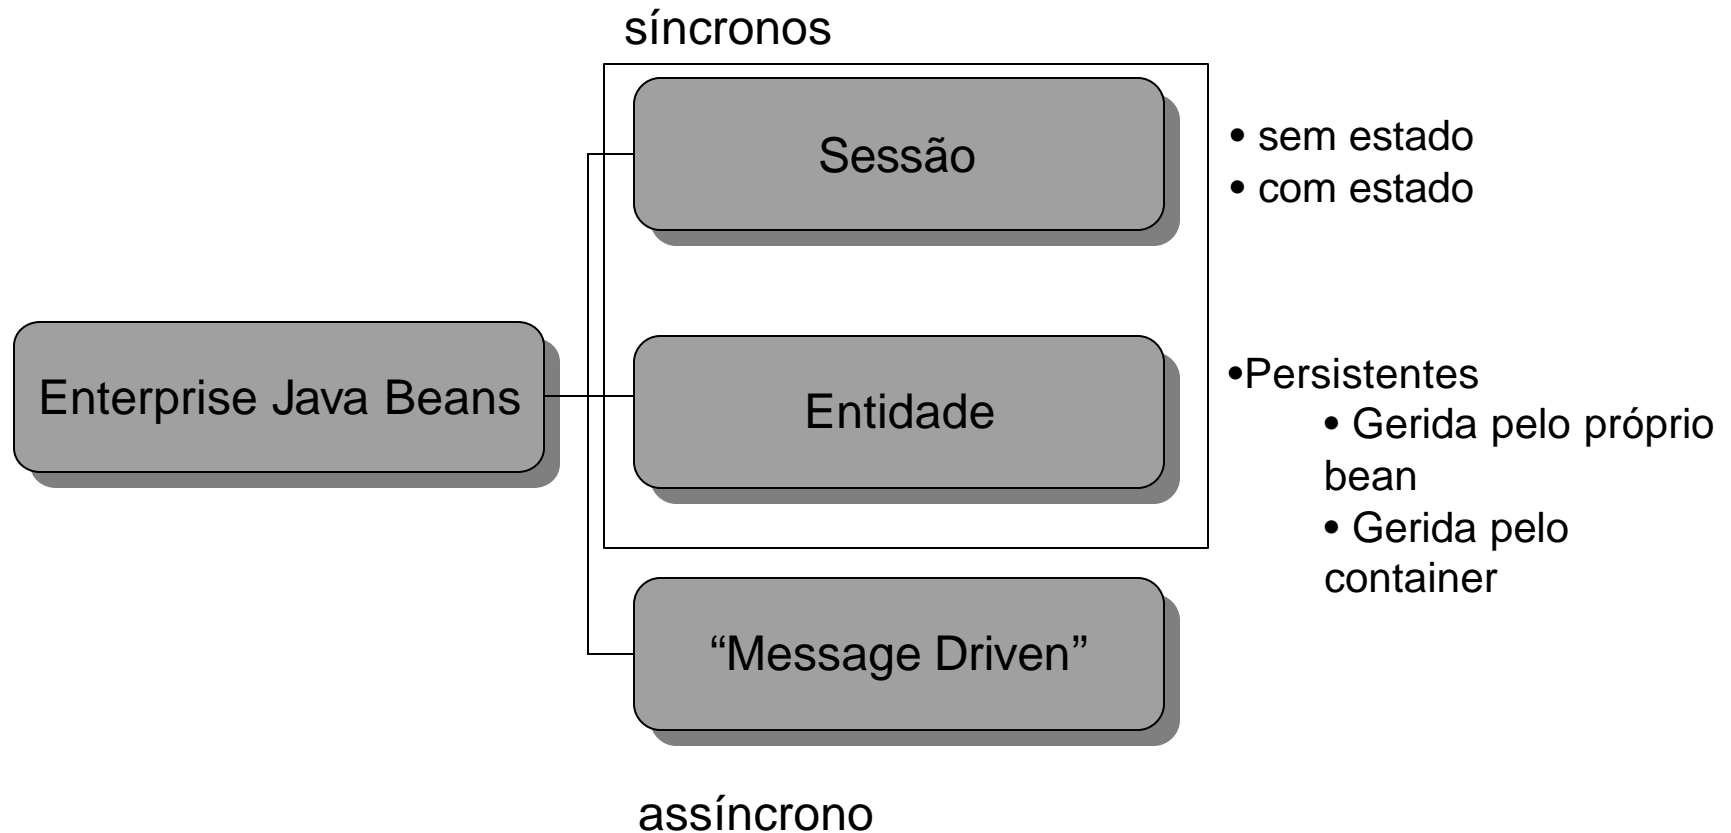 síncronos
Sessão
• sem estado
• com estado
Enterprise Java Beans
Entidade
•Persistentes
• Gerida pelo próprio
bean
• Gerida pelo
container
“Message Driven”
assíncrono